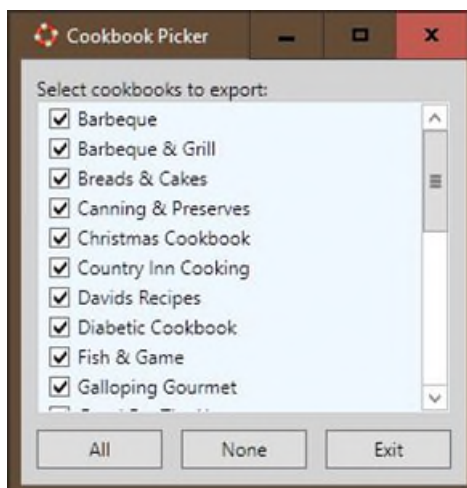 Cookbook Picker
Select cookbooks to export:
Barbeque
Barbeque & Grill
Breads & Cakes
Canning & Preserves
Christmas Cookbook
Country Inn Cooking
Davids Recipes
Diabetic Cookbook
Fish & Game
Galloping Gourmet
All None Exit